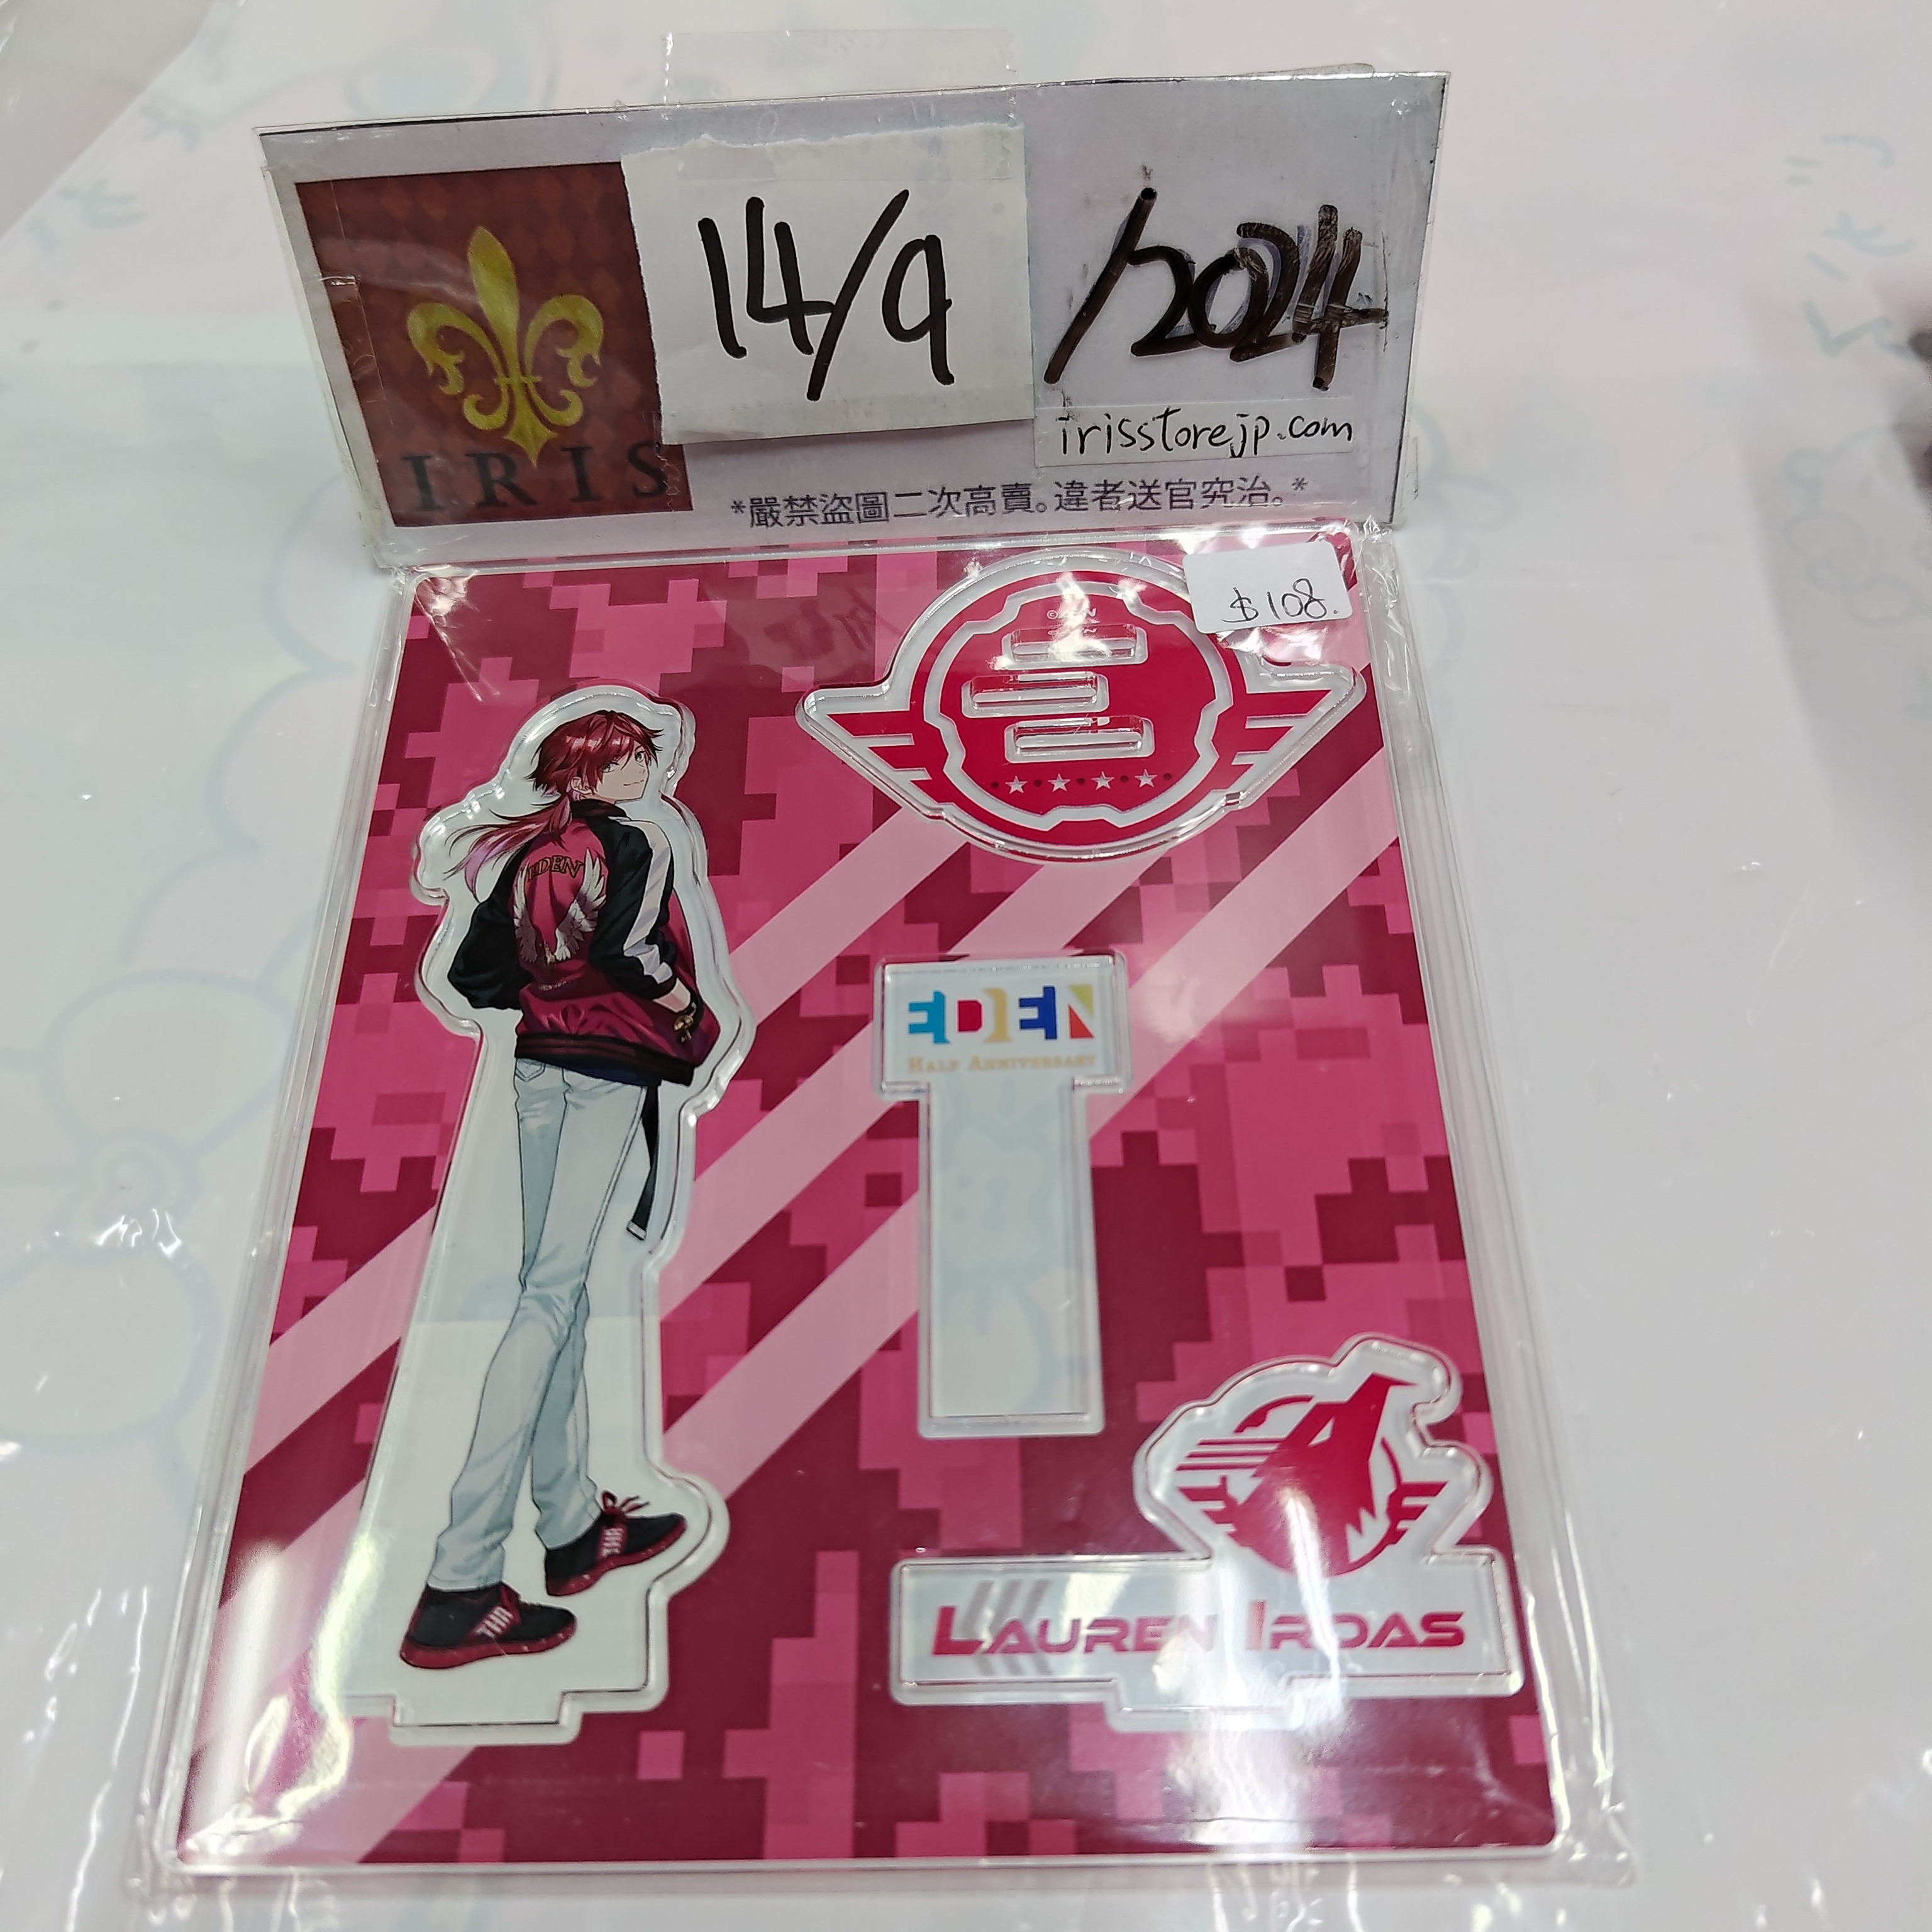 14/9 /2024
IRIS
irisstorejp.com
*嚴禁盜圖二次高賣。違者送官究治。*
$108.
EDEN
EDEN
HALF ANNIVERSARY
LAUREN IROAS